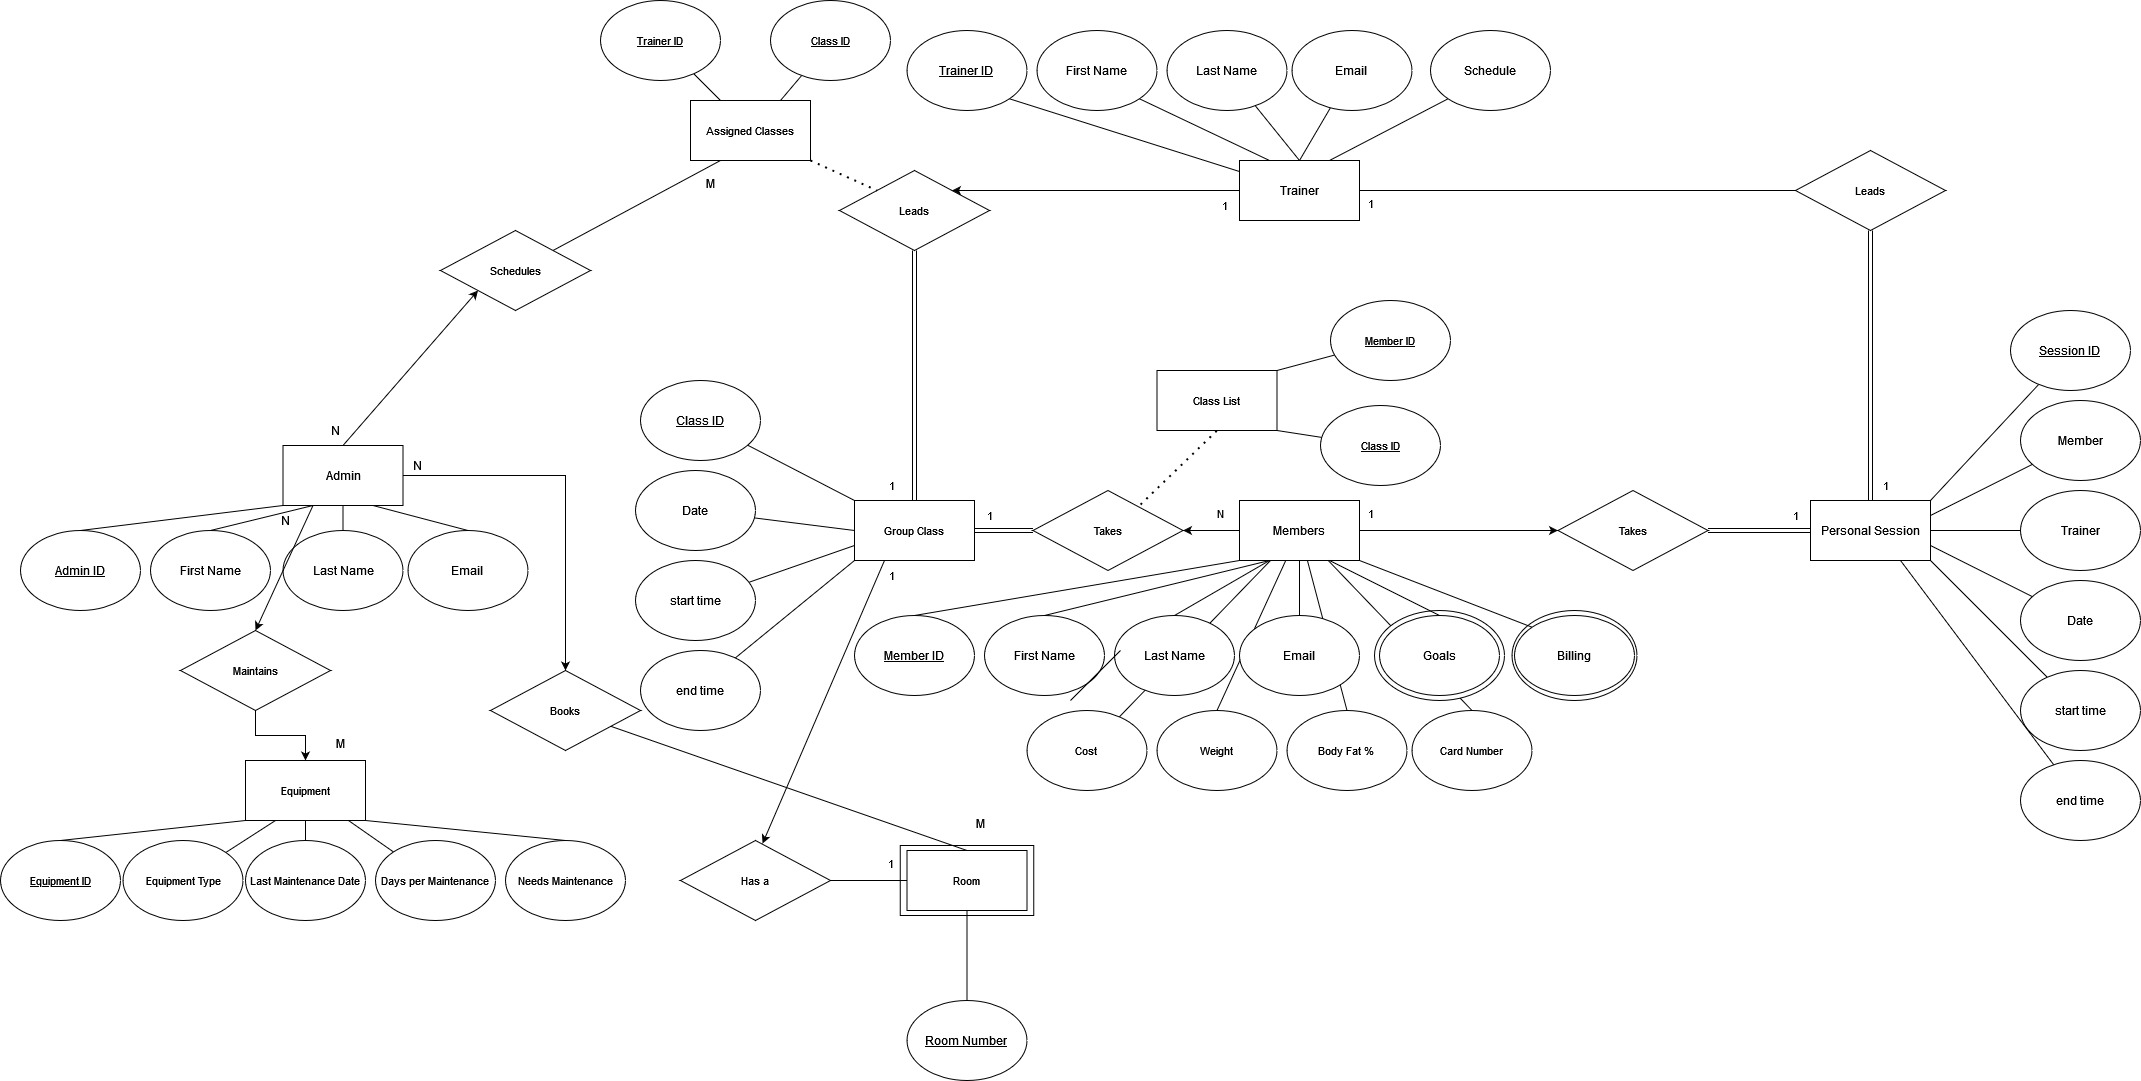 Trainer ID
Class ID
Trainer ID
First Name
Last Name
Email
Schedule
Assigned Classes
M
Leads
1
Trainer
1
Leads
Schedules
N
Admin
N
N
Admin ID
First Name
Last Name
Email
Maintains
M
Equipment
Equipment ID
Equipment Type
Last Maintenance Date
Days per Maintenance
Needs Maintenance
Books
Class ID
Date
start time
end time
1
Group Class
1
1
Takes
Class List
Member ID
Class ID
N
Members
1
Takes
1
1
Personal Session
Session ID
Member
Trainer
Date
start time
end time
Member ID
First Name
Last Name
Email
Goals
Billing
Cost
Weight
Body Fat %
Card Number
Has a
1
M
Room
Room Number